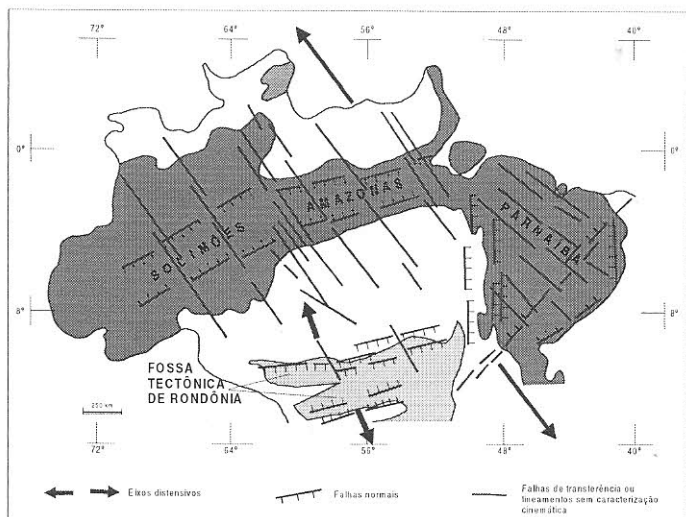 72° 64° 56° 48° 40°
0° 0°
AMAZONAS
SOLIMÕES
PARNAIBA
8° 8°
FOSSA
TECTÔNICA
DE RONDÔNIA
250 km
72° 64° 56° 48° 40°
Eixos distensivos
Falhas normais
Falhas de transferência ou
lineamentos sem caracterização
cinemática